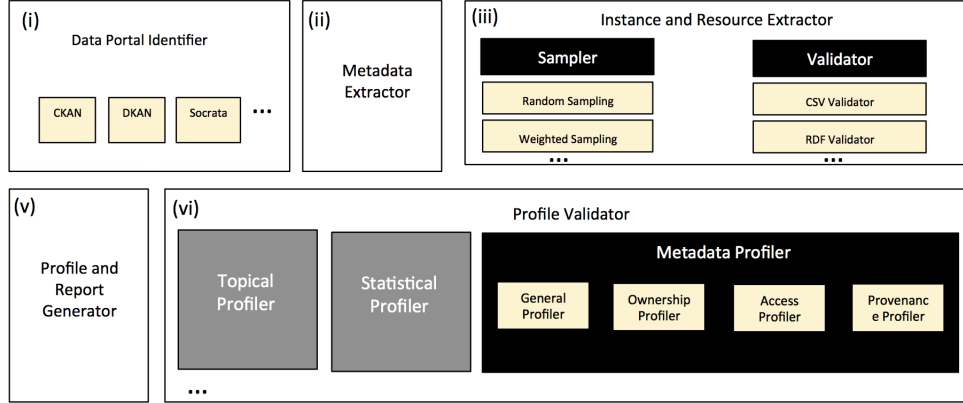 (i)
Data Portal Identifier
CKAN
DKAN
Socrata
...
(ii)
Metadata
Extractor
(iii)
Instance and Resource Extractor
Sampler
Random Sampling
Weighted Sampling
...
Validator
CSV Validator
RDF Validator
...
(v)
Profile and
Report
Generator
(vi)
Profile Validator
Topical
Profiler
...
Statistical
Profiler
Metadata Profiler
General
Profiler
Ownership
Profiler
Access
Profiler
Provenanc
e Profiler